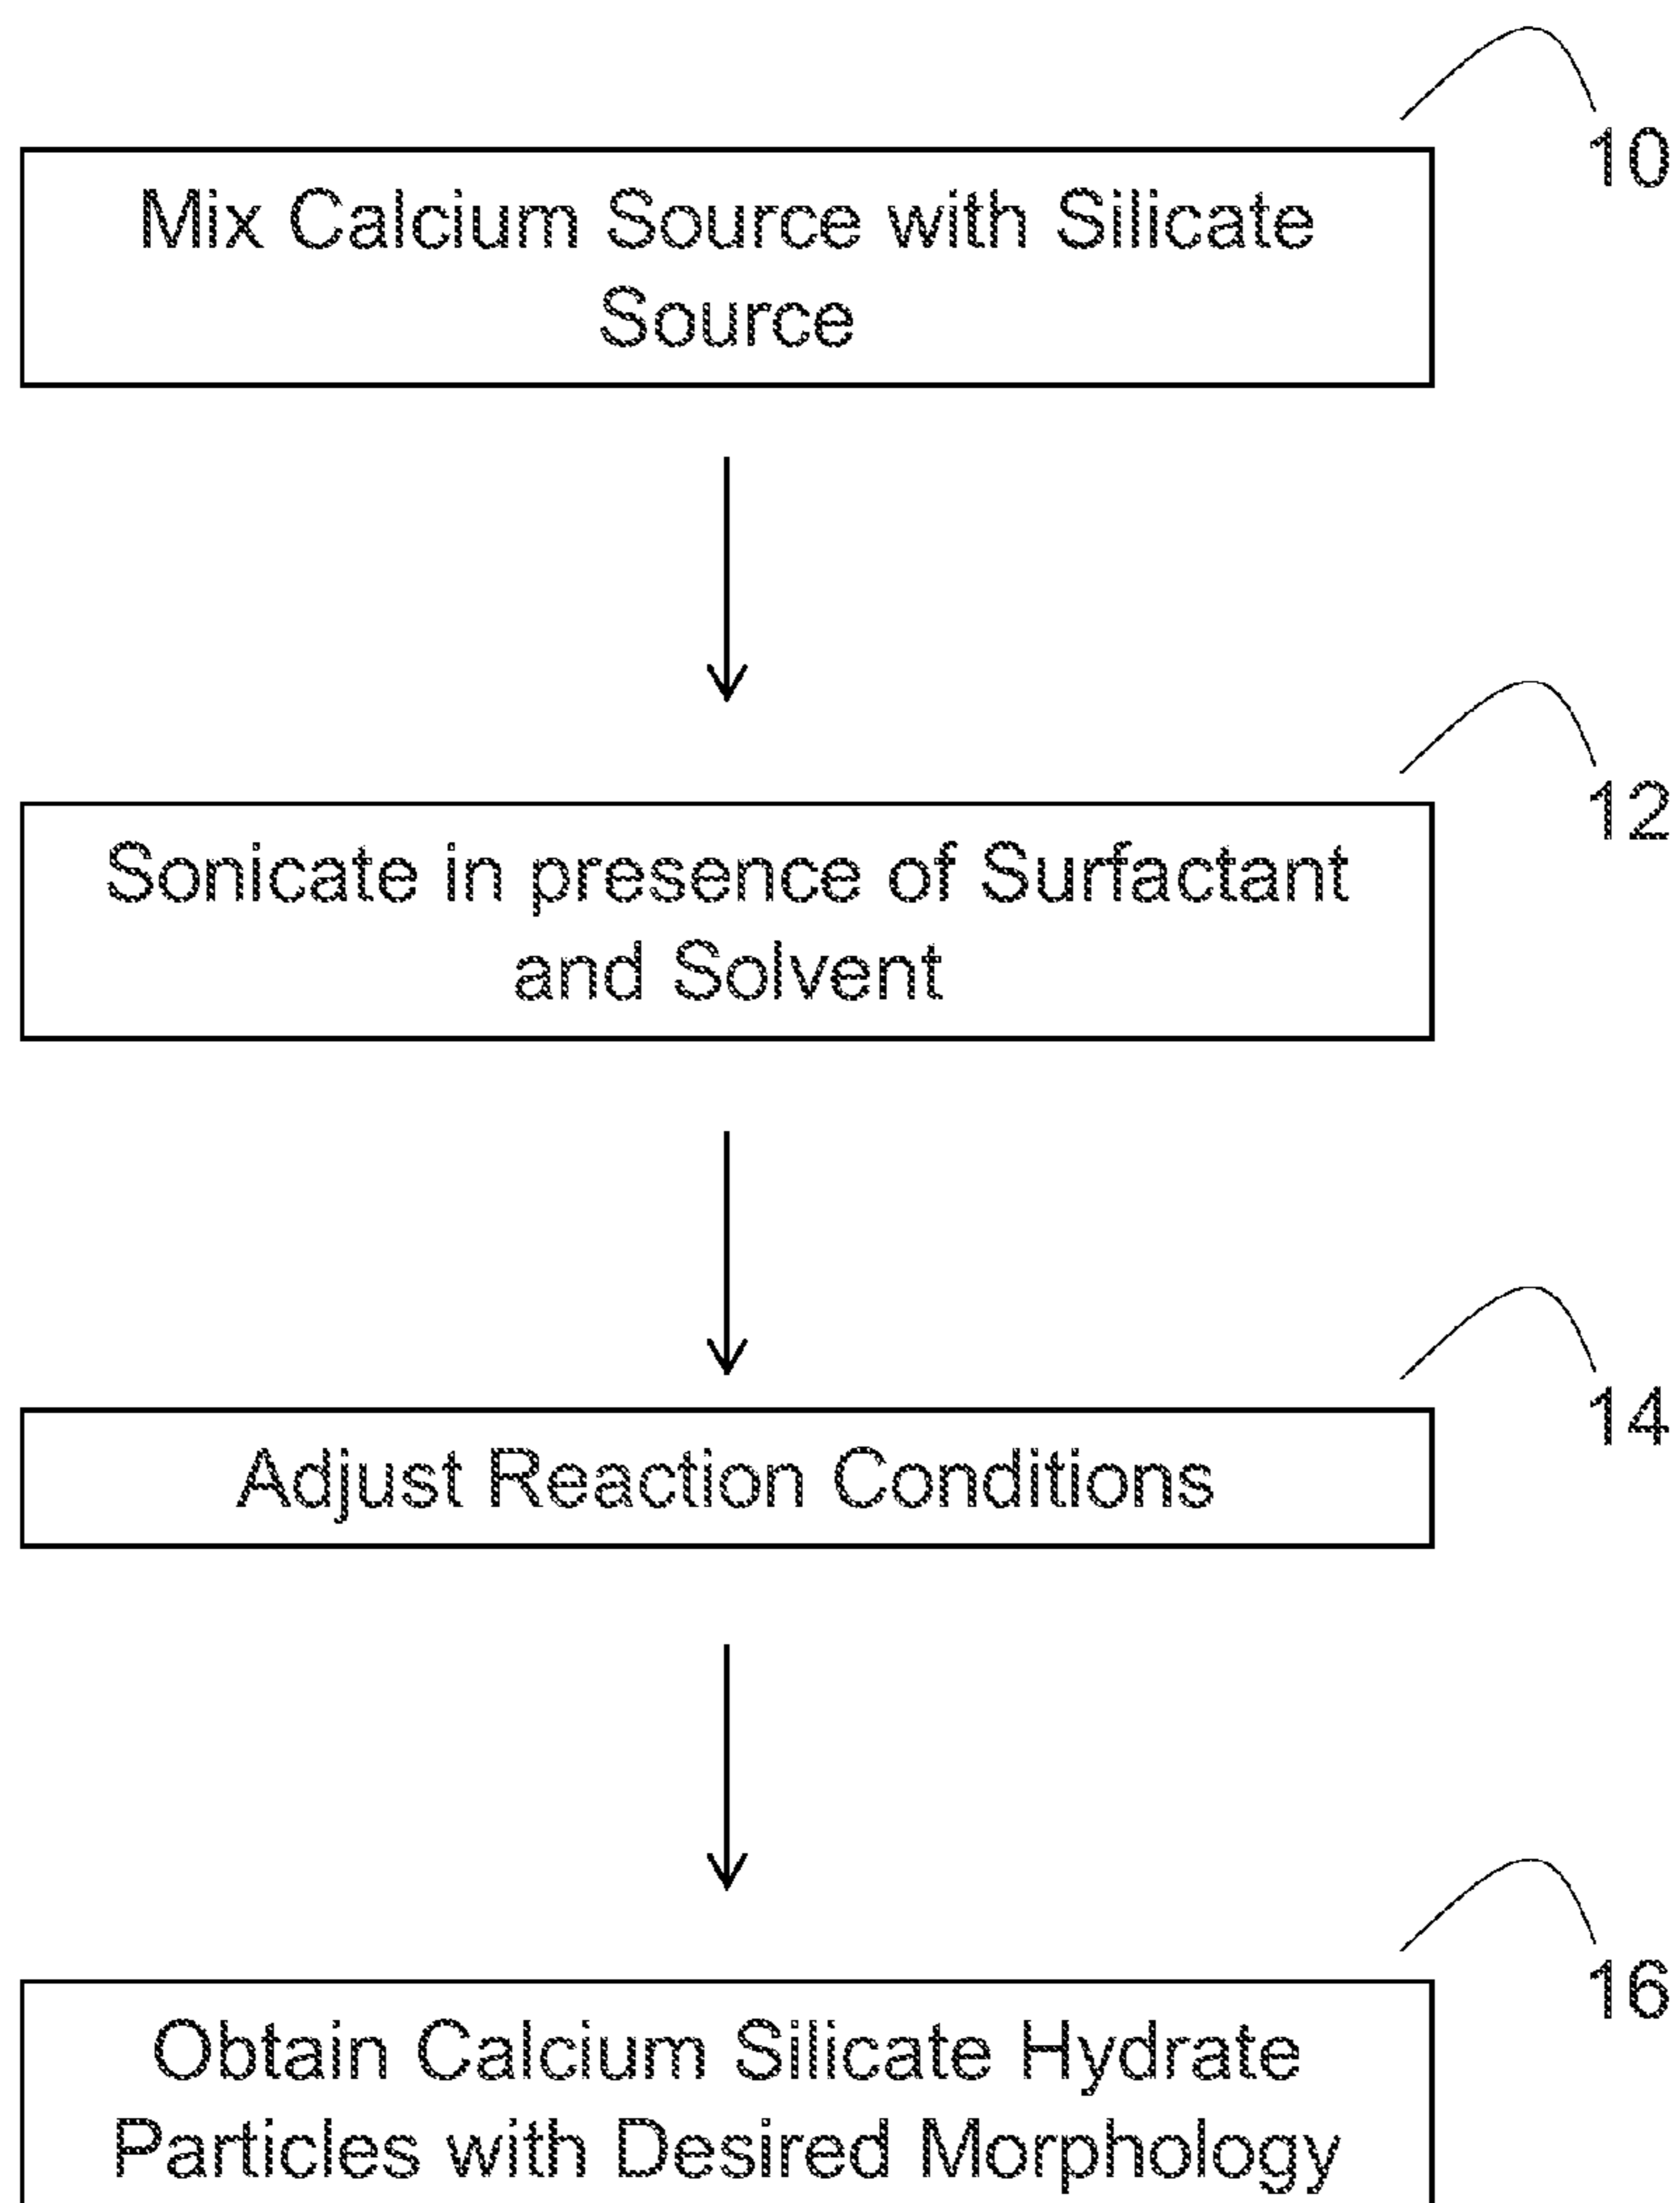 10
Mix Calcium Source with Silicate
Source
12
Sonicate in presence of Surfactant
and Solvent
14
Adjust Reaction Conditions
16
Obtain Calcium Silicate Hydrate
Particles with Desired Morphology